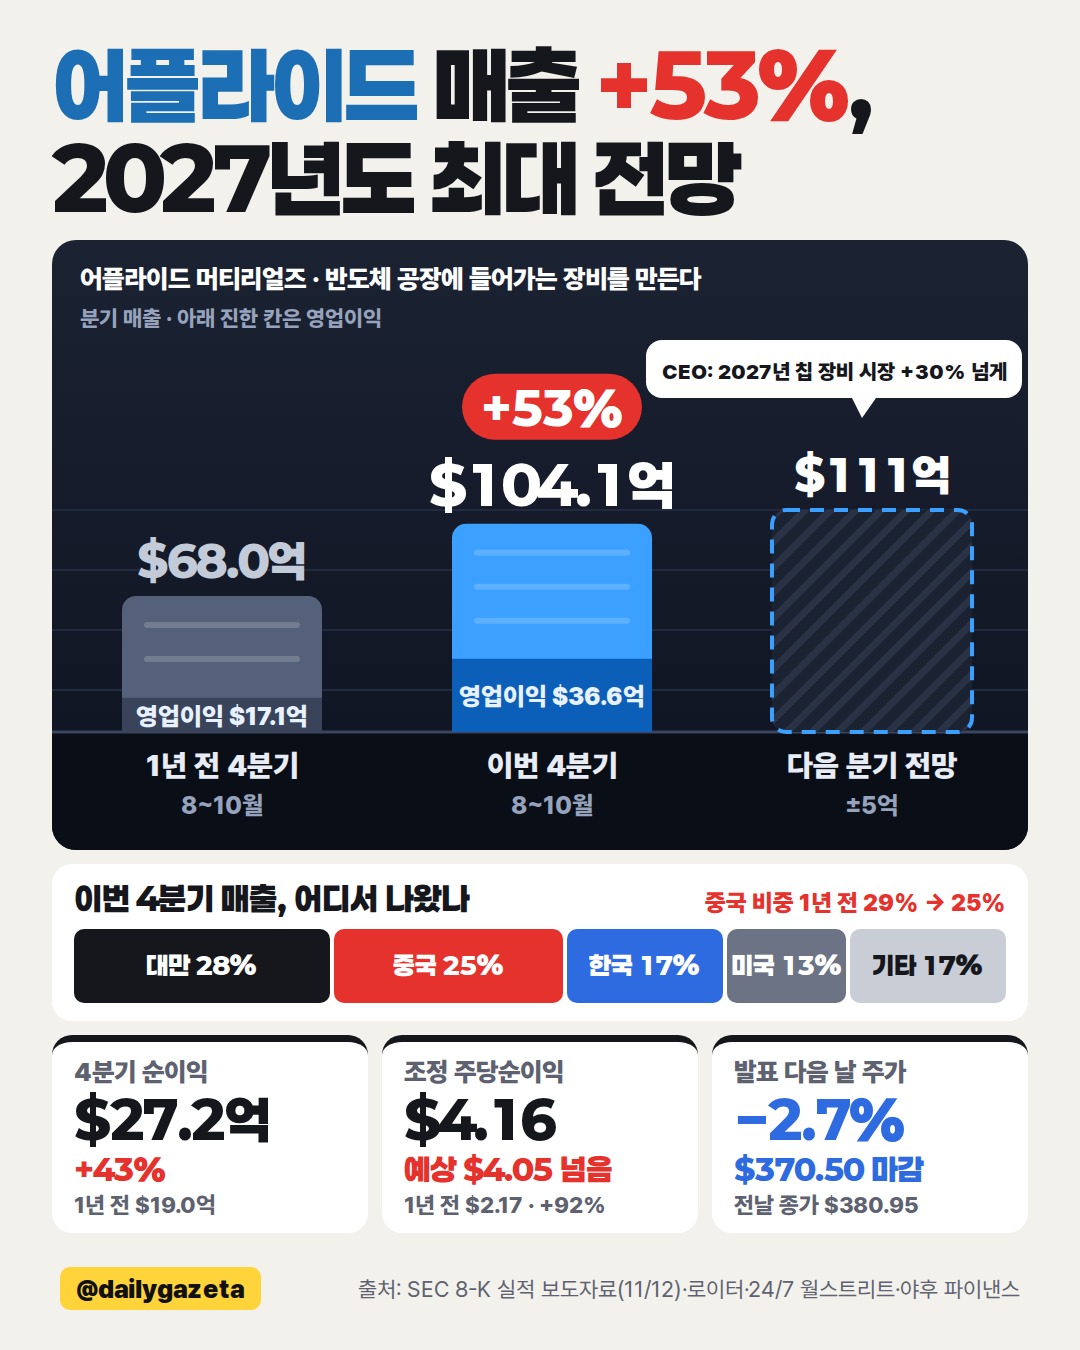 어플라이드 매출 +53%,
2027년도 최대 전망
어플라이드 머티리얼즈 · 반도체 공장에 들어가는 장비를 만든다
분기 매출 · 아래 진한 칸은 영업이익
CEO: 2027년 칩 장비 시장 +30% 넘게
+53%
$68.0억
$104.1억
$111억
영업이익 $17.1억
영업이익 $36.6억
1년 전 4분기
이번 4분기
다음 분기 전망
8~10월
8~10월
±5억
이번 4분기 매출, 어디서 나왔나
중국 비중 1년 전 29% → 25%
대만 28%
중국 25%
한국 17%
미국 13%
기타 17%
4분기 순이익
$27.2억
+43%
1년 전 $19.0억
조정 주당순이익
$4.16
예상 $4.05 넘음
1년 전 $2.17 · +92%
발표 다음 날 주가
−2.7%
$370.50 마감
전날 종가 $380.95
@dailygazeta
출처: SEC 8-K 실적 보도자료(11/12)·로이터·24/7 월스트리트·야후 파이낸스